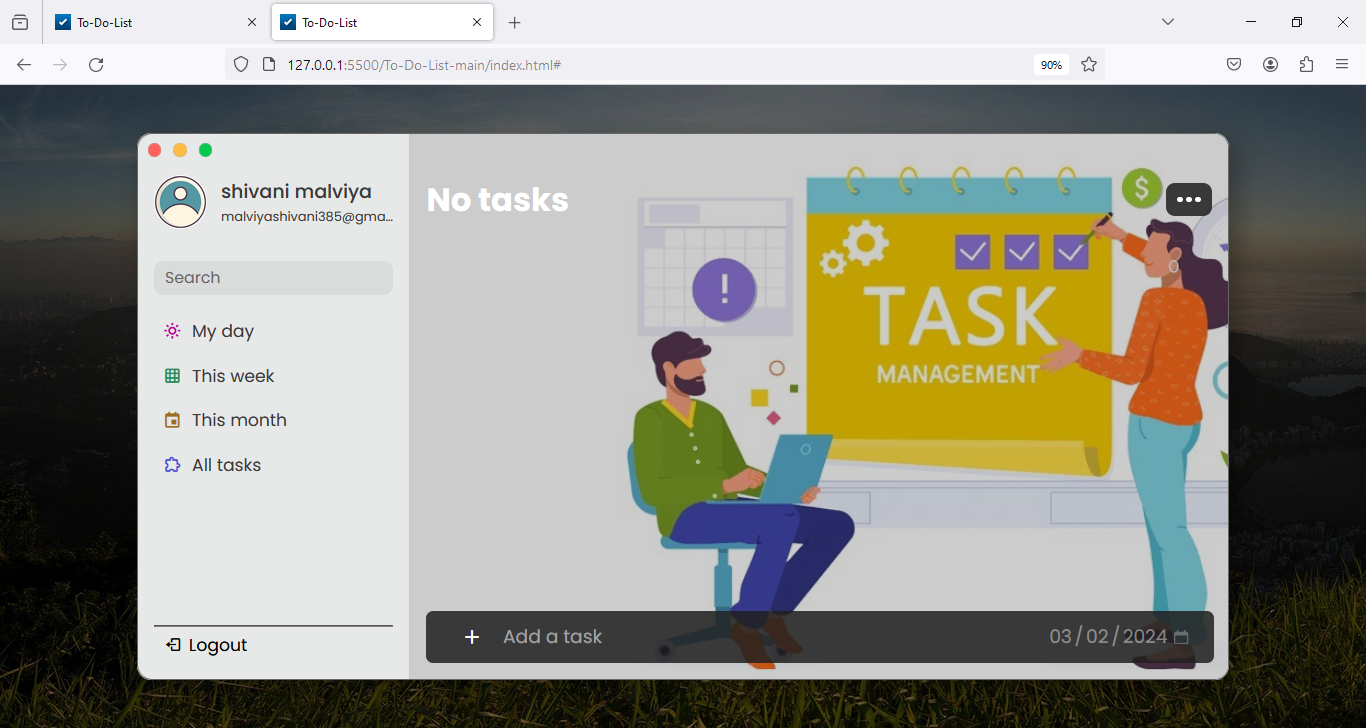 To-Do-List
To-Do-List
127.0.0.1:5500/To-Do-List-main/index.html#
90%
shivani malviya
malviyashivani385@gma...
Search
My day
This week
This month
All tasks
Logout
No tasks
!
$
TASK
MANAGEMENT
Add a task
03/02/2024